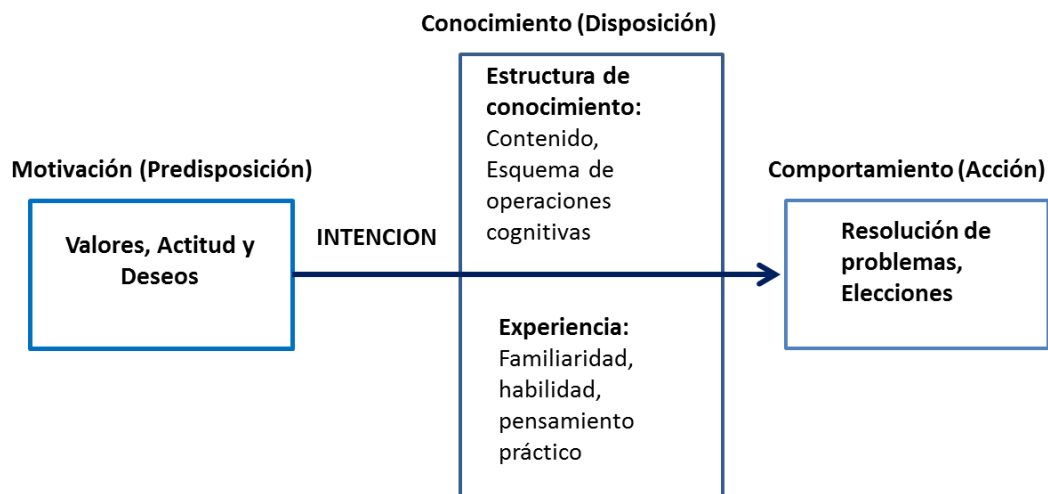 Conocimiento (Disposición)
Estructura de
conocimiento:
Contenido,
Esquema de
operaciones
cognitivas
Motivación (Predisposición)
Valores, Actitud y
Deseos
INTENCION
Experiencia:
Familiaridad,
habilidad,
pensamiento
práctico
Comportamiento (Acción)
Resolución de
problemas,
Elecciones